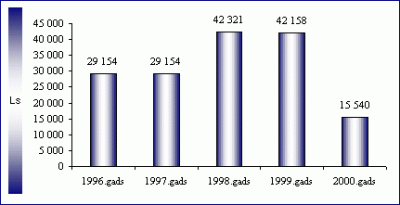 42 321
42 158
45 000
40 000
35 000
29 154
29 154
30 000
25 000
Ls
20 000
15 540
15 000
10 000
5 000
0
1996.gads
1997.gads
1998.gads
1999.gads
2000.gads